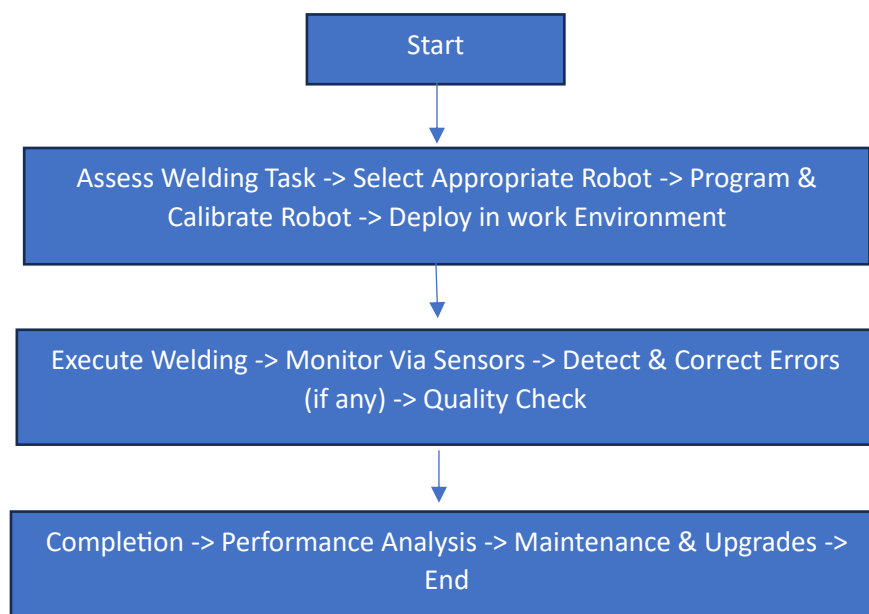 Start
Assess Welding Task -> Select Appropriate Robot -> Program &
Calibrate Robot -> Deploy in work Environment
Execute Welding -> Monitor Via Sensors -> Detect & Correct Errors
(if any) -> Quality Check
Completion -> Performance Analysis -> Maintenance & Upgrades ->
End